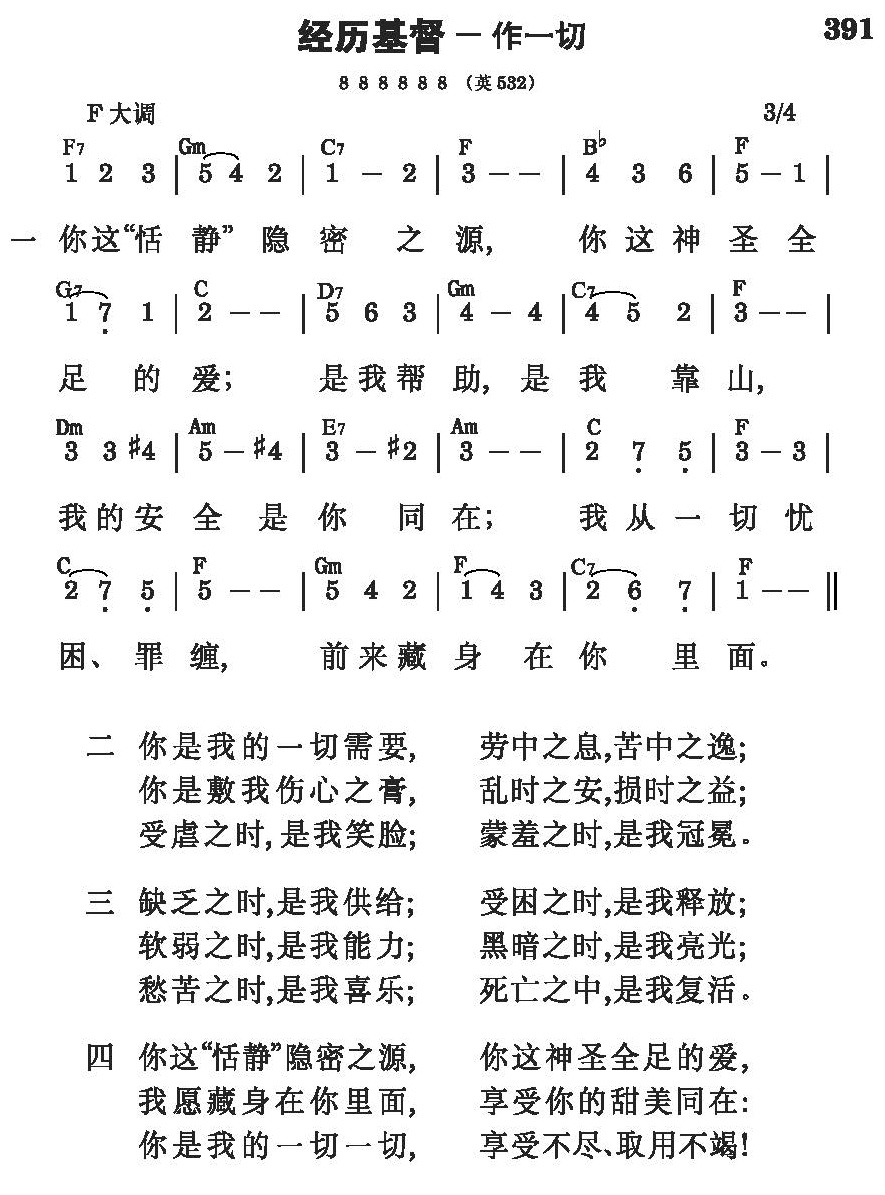 经历基督－作一切 391
8 8 8 8 8 8（英532）
F大调 3/4
F7 Gm C7 F B♭ F
1 2 3 | 5 4 2 | 1 - 2 | 3 - - | 4 3 6 | 5 - 1 |
一 你这“恬静”隐密之源, 你这神圣全
G7 C D7 Gm C7 F
1 7̣ 1 | 2 - - | 5 6 3 | 4 - 4 | 4 5 2 | 3 - - |
足的爱; 是我帮助, 是我靠山,
Dm Am E7 Am C F
3 3 ♯4 | 5 - ♯4 | 3 - ♯2 | 3 - - | 2 7̣ 5̣ | 3 - 3 |
我的安全是你同在; 我从一切忧
C F Gm F C7 F
2 7̣ 5̣ | 5 - - | 5 4 2 | 1 4 3 | 2 6̣ 7̣ | 1 - - ‖
困、罪缠, 前来藏身在你里面。
二 你是我的一切需要, 劳中之息,苦中之逸;
你是敷我伤心之膏, 乱时之安,损时之益;
受虐之时,是我笑脸; 蒙羞之时,是我冠冕。
三 缺乏之时,是我供给; 受困之时,是我释放;
软弱之时,是我能力; 黑暗之时,是我亮光;
愁苦之时,是我喜乐; 死亡之中,是我复活。
四 你这“恬静”隐密之源, 你这神圣全足的爱,
我愿藏身在你里面, 享受你的甜美同在:
你是我的一切一切, 享受不尽、取用不竭!